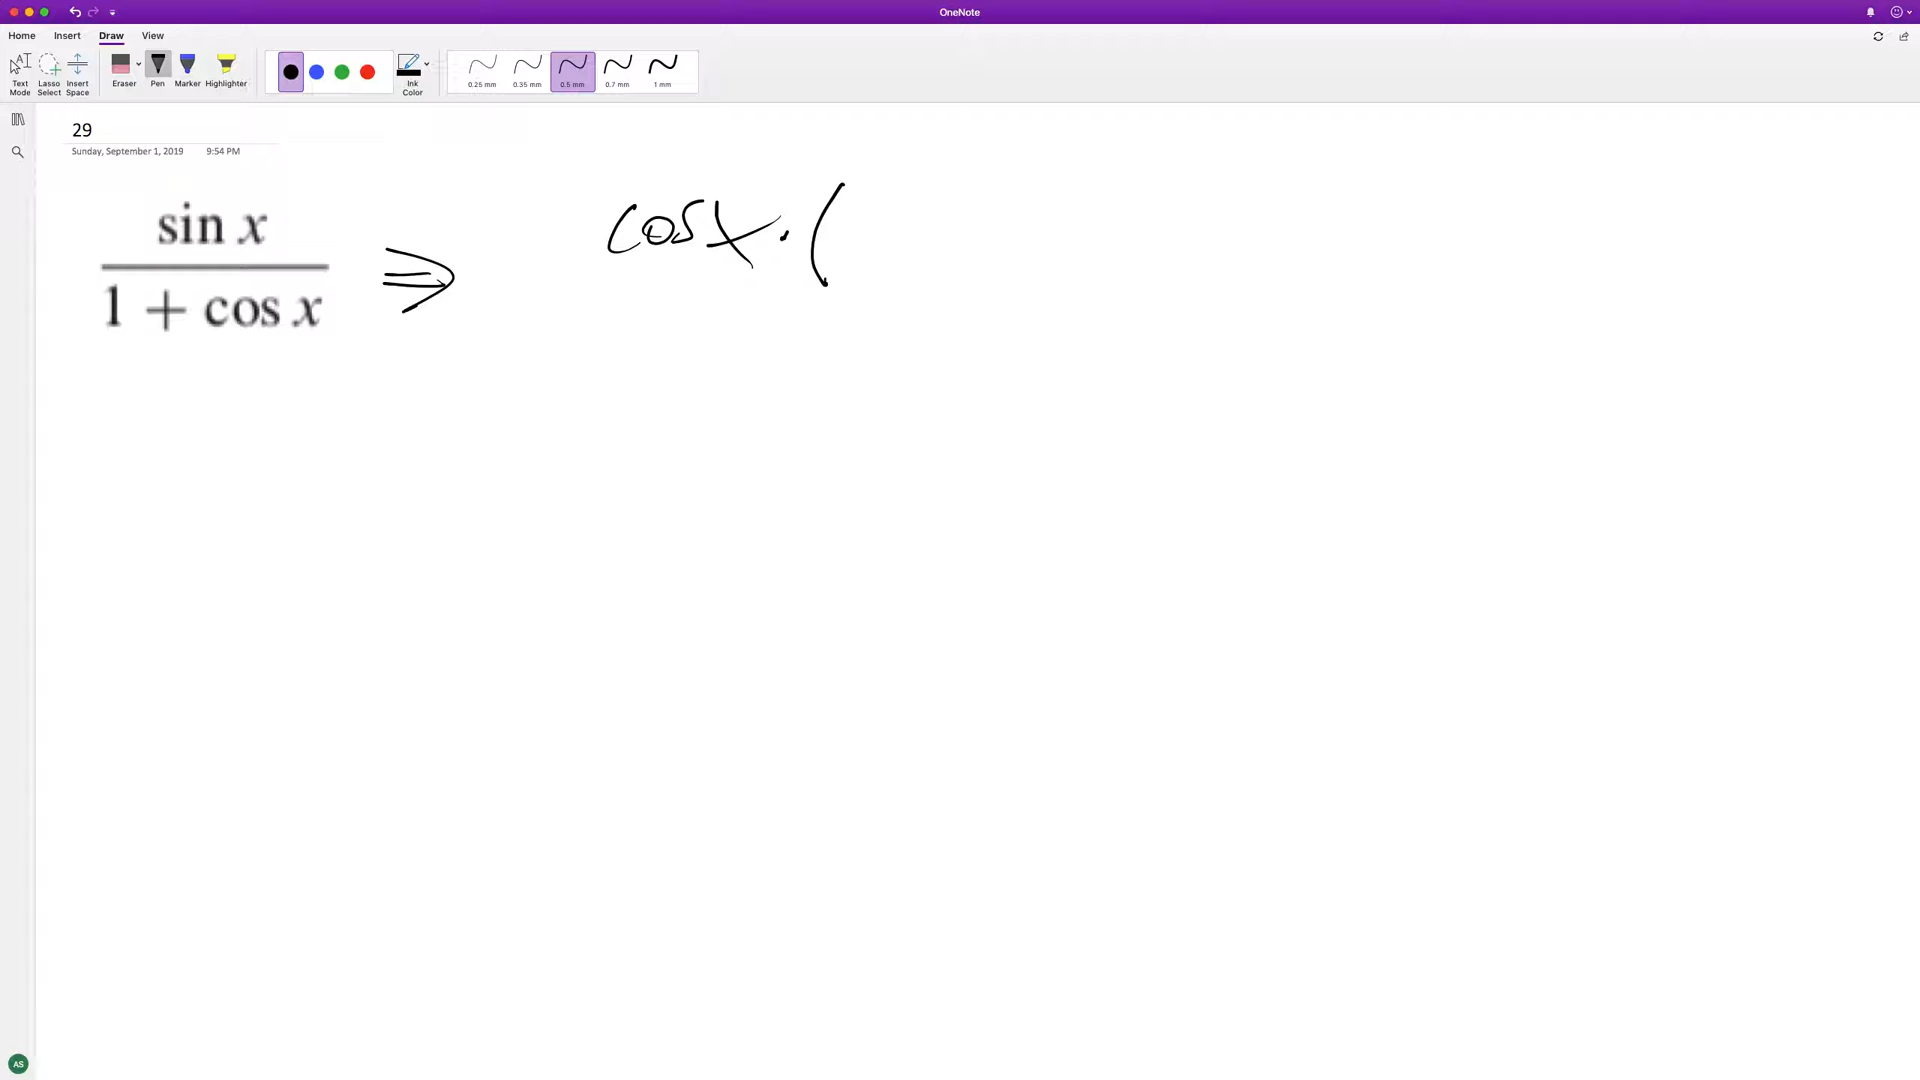 OneNote
Home Insert Draw View
Text Mode Lasso Select Insert Space Eraser Pen Marker Highlighter Ink Color 0.25 mm 0.35 mm 0.5 mm 0.7 mm 1 mm
29
Sunday, September 1, 2019 9:54 PM
sin x
1 + cos x
⇒
cosx · (
AS